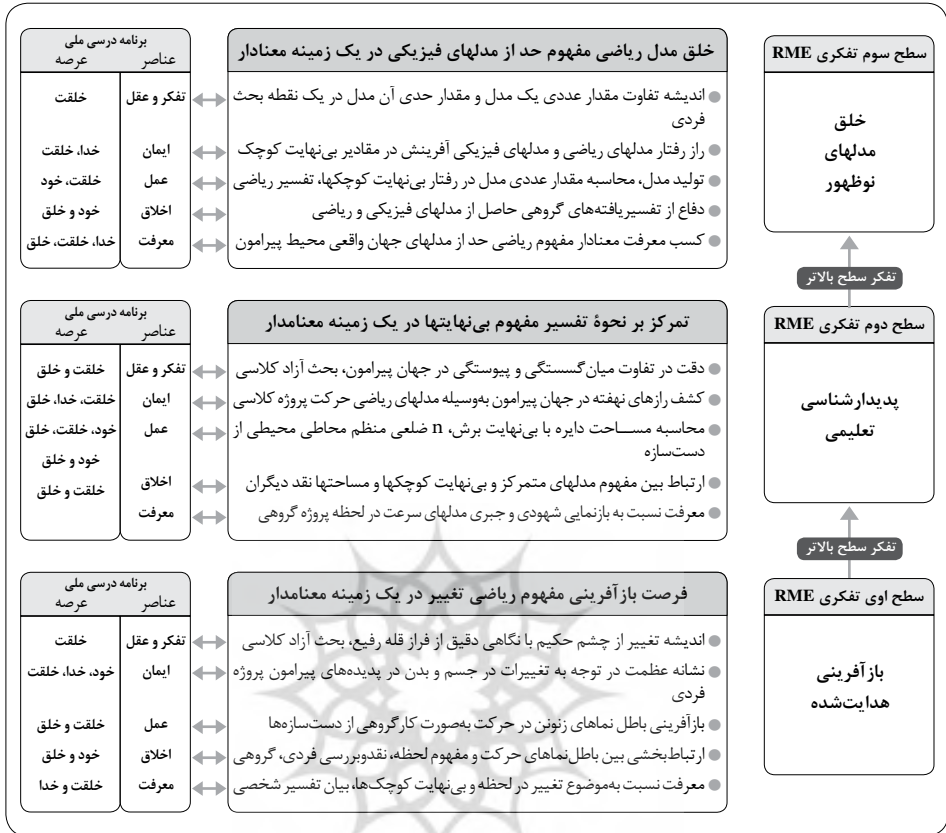 سطح سوم تفکری RME
خلق
مدلهای
نوظهور
خلق مدل ریاضی مفهوم حد از مدلهای فیزیکی در یک زمینه معنادار
اندیشه تفاوت مقدار عددی یک مدل و مقدار حدی آن مدل در یک نقطه بحث
فردی
راز رفتار مدلهای ریاضی و مدلهای فیزیکی آفرینش در مقادیر بی‌نهایت کوچک
تولید مدل، محاسبه مقدار عددی مدل در رفتار بی‌نهایت کوچکها، تفسیر ریاضی
دفاع از تفسیریافته‌های گروهی حاصل از مدلهای فیزیکی و ریاضی
کسب معرفت معنادار مفهوم ریاضی حد از مدلهای جهان واقعی محیط پیرامون
برنامه درسی ملی
عناصر عرصه
تفکر و عقل خلقت
ایمان خدا، خلقت
عمل خلقت، خود
اخلاق خود و خلق
معرفت خدا، خلقت، خلق
تفکر سطح بالاتر
سطح دوم تفکری RME
پدیدارشناسی
تعلیمی
تمرکز بر نحوۀ تفسیر مفهوم بی‌نهایتها در یک زمینه معنامدار
دقت در تفاوت میان گسستگی و پیوستگی در جهان پیرامون، بحث آزاد کلاسی
کشف رازهای نهفته در جهان پیرامون به‌وسیله مدلهای ریاضی حرکت پروژه کلاسی
محاسبه مســاحت دایره با بی‌نهایت برش، n ضلعی منظم محاطی محیطی از
دست‌سازه
ارتباط بین مفهوم مدلهای متمرکز و بی‌نهایت کوچکها و مساحتها نقد دیگران
معرفت نسبت به بازنمایی شهودی و جبری مدلهای سرعت در لحظه پروژه گروهی
برنامه درسی ملی
عناصر عرصه
تفکر و عقل خلقت و خلق
ایمان خلقت، خدا، خلق
عمل خود، خلقت، خلق
خود و خلق
اخلاق خلقت و خلق
معرفت
تفکر سطح بالاتر
سطح اوی تفکری RME
بازآفرینی
هدایت‌شده
فرصت بازآفرینی مفهوم ریاضی تغییر در یک زمینه معنامدار
اندیشه تغییر از چشم حکیم با نگاهی دقیق از فراز قله رفیع، بحث آزاد کلاسی
نشانه عظمت در توجه به تغییرات در جسم و بدن در پدیده‌های پیرامون پروژه
فردی
بازآفرینی باطل نماهای زنون در حرکت به‌صورت کارگروهی از دست‌سازه‌ها
ارتباط‌بخشی بین باطل‌نماهای حرکت و مفهوم لحظه، نقدوبررسی فردی، گروهی
معرفت نسبت به‌موضوع تغییر در لحظه و بی‌نهایت کوچک‌ها، بیان تفسیر شخصی
برنامه درسی ملی
عناصر عرصه
تفکر و عقل خلقت
ایمان خود، خدا، خلقت
عمل خلقت و خلق
اخلاق خود و خلق
معرفت خلقت و خدا